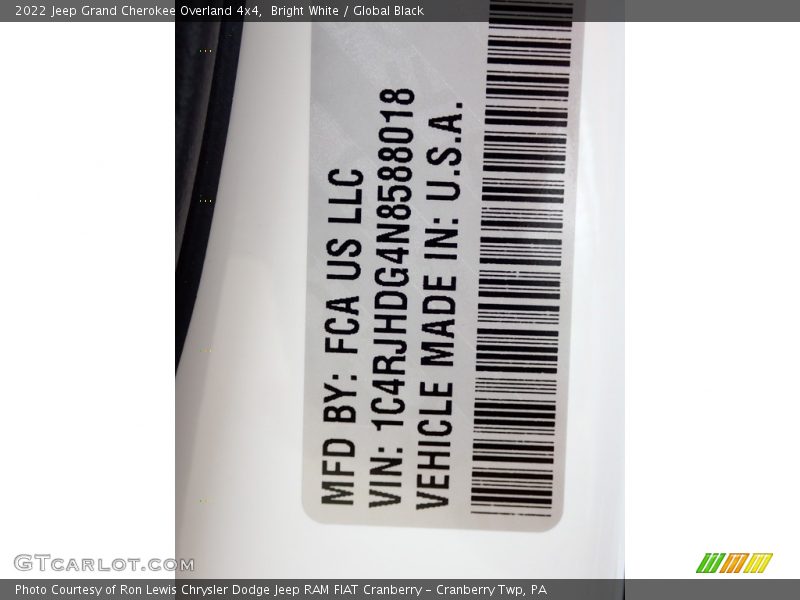 2022 Jeep Grand Cherokee Overland 4x4,  Bright White / Global Black
MFD BY: FCA US LLC
VIN: 1C4RJHDG4N8588018
VEHICLE MADE IN: U.S.A.
GTCARLOT.COM
Photo Courtesy of Ron Lewis Chrysler Dodge Jeep RAM FIAT Cranberry – Cranberry Twp, PA